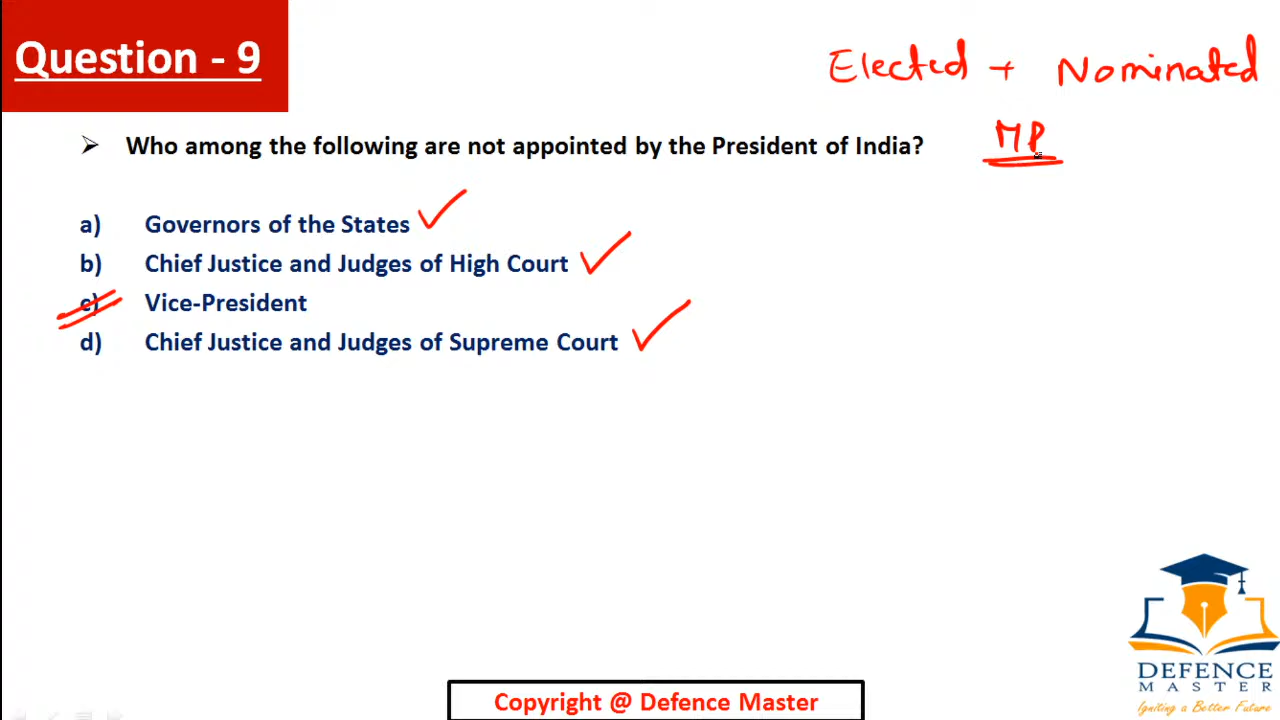 Question - 9
Elected + Nominated
MP
➢ Who among the following are not appointed by the President of India?
a) Governors of the States
b) Chief Justice and Judges of High Court
c) Vice-President
d) Chief Justice and Judges of Supreme Court
DEFENCE
MASTER
Igniting a Better Future
Copyright @ Defence Master